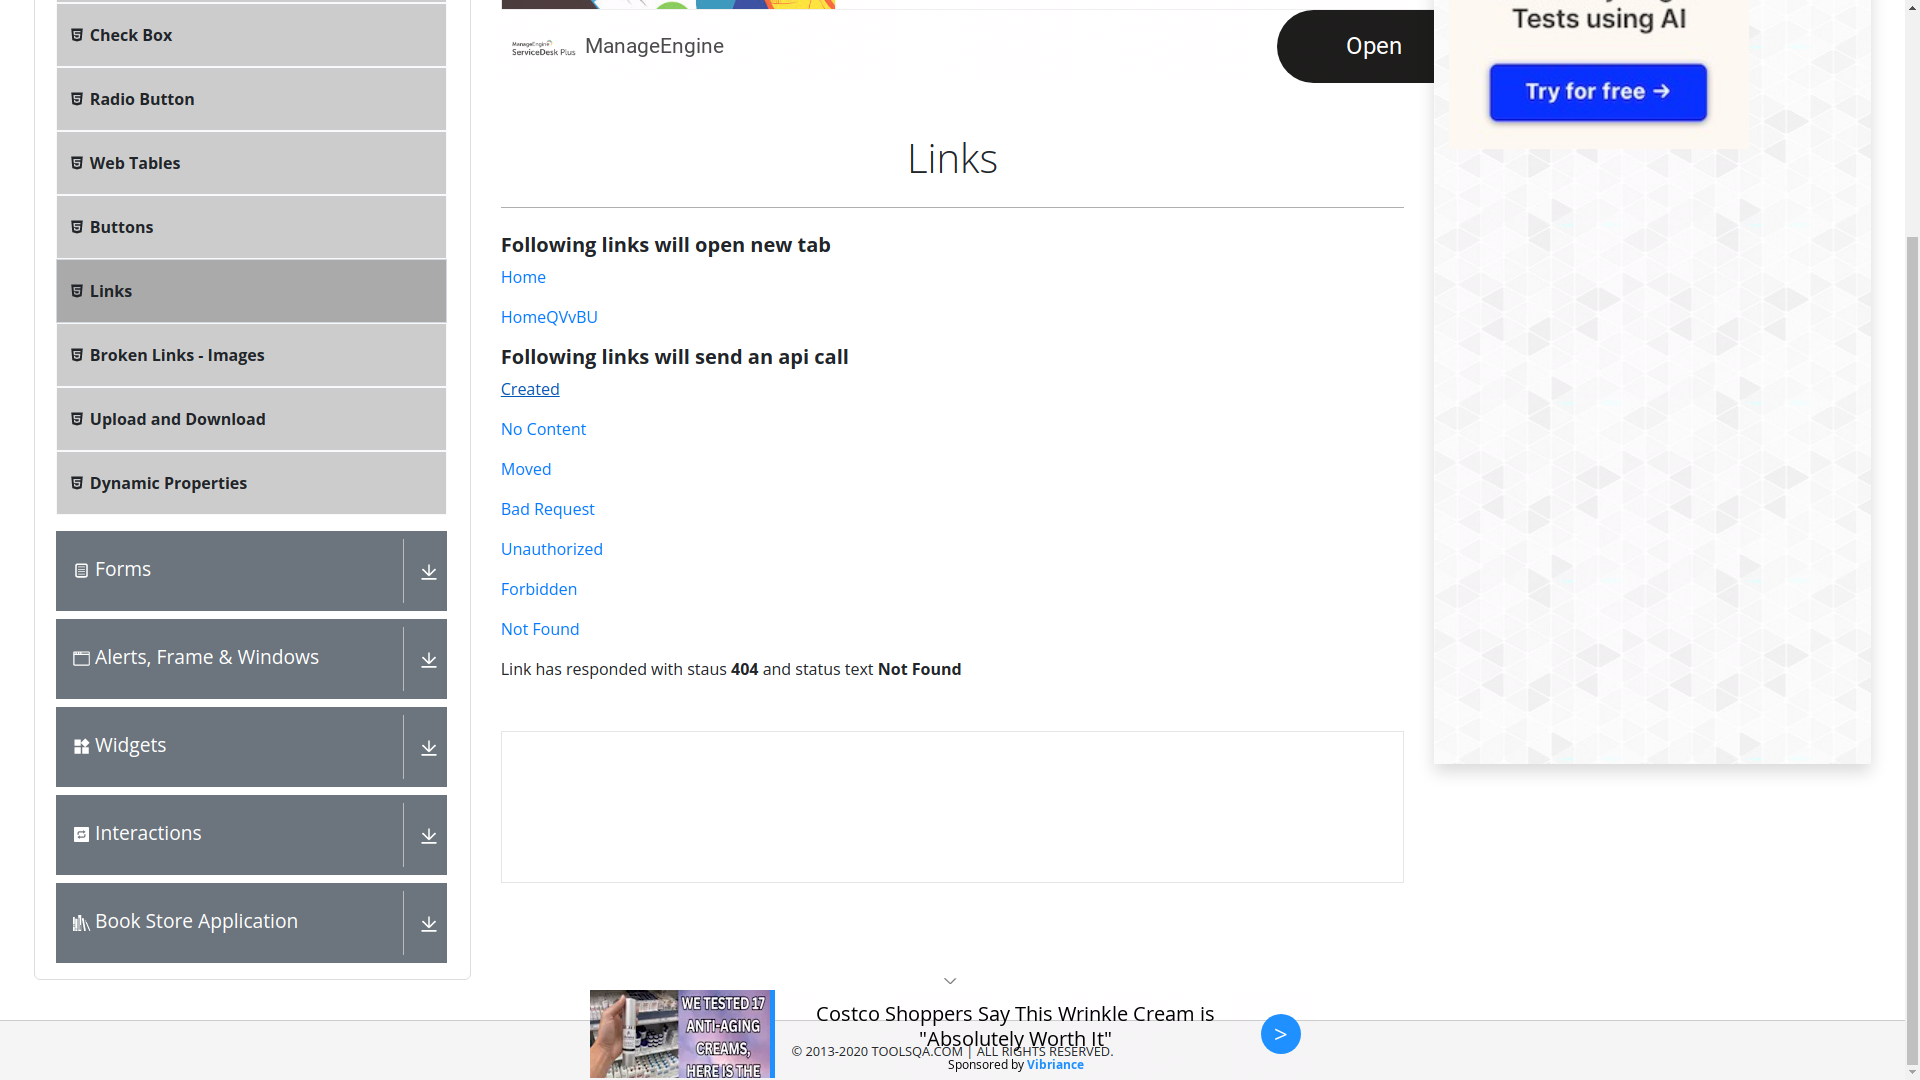 Check Box
Radio Button
Web Tables
Buttons
Links
Broken Links - Images
Upload and Download
Dynamic Properties
Forms
Alerts, Frame & Windows
Widgets
Interactions
Book Store Application
ManageEngine
ServiceDesk Plus
ManageEngine
Open
Links
Following links will open new tab
Home
HomeQVvBU
Following links will send an api call
Created
No Content
Moved
Bad Request
Unauthorized
Forbidden
Not Found
Link has responded with staus 404 and status text Not Found
Tests using AI
Try for free →
WE TESTED 17
ANTI-AGING
CREAMS,
HERE IS THE
Costco Shoppers Say This Wrinkle Cream is
"Absolutely Worth It"
Sponsored by Vibriance
>
© 2013-2020 TOOLSQA.COM | ALL RIGHTS RESERVED.